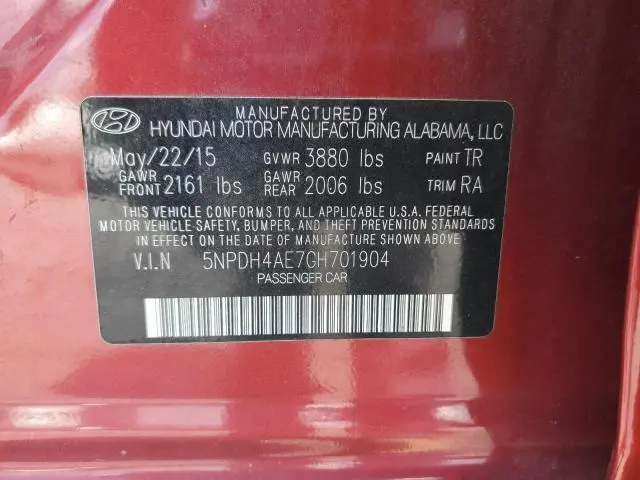 MANUFACTURED BY
HYUNDAI MOTOR MANUFACTURING ALABAMA, LLC
May/22/15 GVWR 3880 lbs PAINT TR
GAWR FRONT 2161 lbs GAWR REAR 2006 lbs TRIM RA
THIS VEHICLE CONFORMS TO ALL APPLICABLE U.S.A. FEDERAL
MOTOR VEHICLE SAFETY, BUMPER, AND THEFT PREVENTION STANDARDS
IN EFFECT ON THE DATE OF MANUFACTURE SHOWN ABOVE.
V.I.N 5NPDH4AE7GH701904
PASSENGER CAR